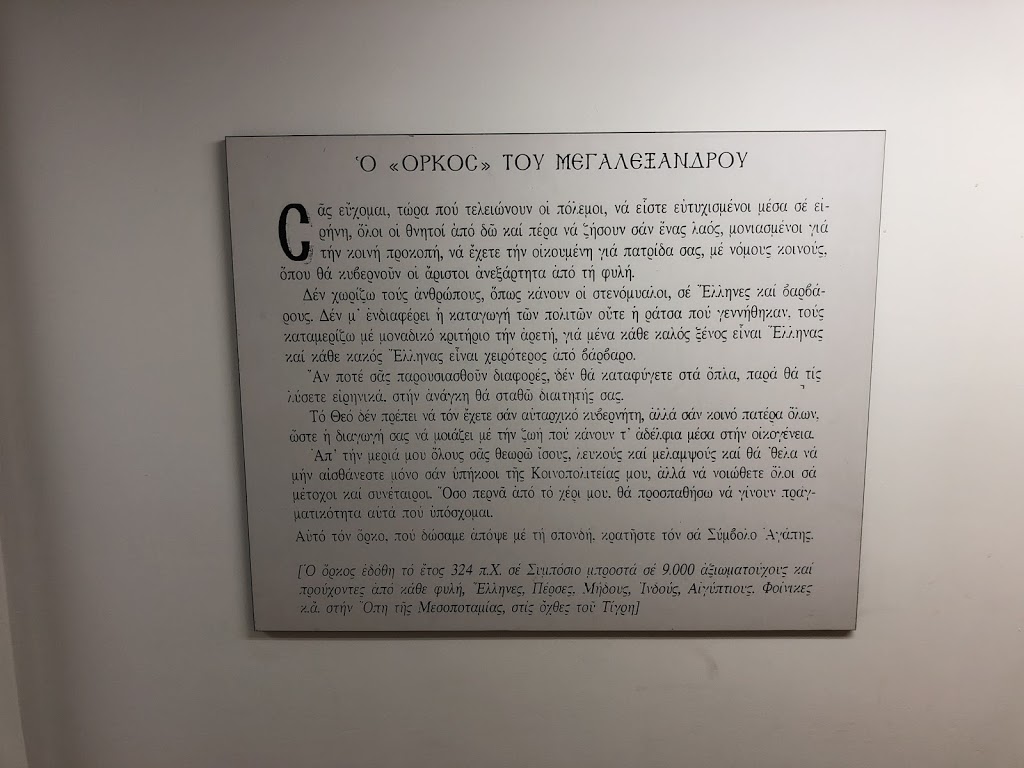 Ὁ «ΟΡΚΟΣ» ΤΟΥ ΜΕΓΑΛΕΞΑΝΔΡΟΥ
Σᾶς εὔχομαι, τώρα πού τελειώνουν οἱ πόλεμοι, νά εἶστε εὐτυχισμένοι μέσα σέ εἰ-
ρήνη, ὅλοι οἱ θνητοί ἀπό δῶ καί πέρα νά ζήσουν σάν ἕνας λαός, μονιασμένοι γιά
τήν κοινή προκοπή, νά ἔχετε τήν οἰκουμένη γιά πατρίδα σας, μέ νόμους κοινούς,
ὅπου θά κυβερνοῦν οἱ ἄριστοι ἀνεξάρτητα ἀπό τή φυλή.
Δέν χωρίζω τούς ἀνθρώπους, ὅπως κάνουν οἱ στενόμυαλοι, σέ Ἕλληνες καί βαρβά-
ρους. Δέν μ᾿ ἐνδιαφέρει ἡ καταγωγή τῶν πολιτῶν οὔτε ἡ ράτσα πού γεννήθηκαν, τούς
καταμερίζω μέ μοναδικό κριτήριο τήν ἀρετή, γιά μένα κάθε καλός ξένος εἶναι Ἕλληνας
καί κάθε κακός Ἕλληνας εἶναι χειρότερος ἀπό βάρβαρο.
Ἄν ποτέ σᾶς παρουσιασθοῦν διαφορές, δέν θά καταφύγετε στά ὅπλα, παρά θά τίς
λύσετε εἰρηνικά, στήν ἀνάγκη θά σταθῶ διαιτητής σας.
Τό Θεό δέν πρέπει νά τόν ἔχετε σάν αὐταρχικό κυβερνήτη, ἀλλά σάν κοινό πατέρα ὅλων,
ὥστε ἡ διαγωγή σας νά μοιάζει μέ τήν ζωή πού κάνουν τ᾿ ἀδέλφια μέσα στήν οἰκογένεια.
Ἀπ᾿ τήν μεριά μου ὅλους σᾶς θεωρῶ ἴσους, λευκούς καί μελαμψούς καί θά ᾿θελα νά
μήν αἰσθάνεστε μόνο σάν ὑπήκοοι τῆς Κοινοπολιτείας μου, ἀλλά νά νοιώθετε ὅλοι σά
μέτοχοι καί συνέταιροι. Ὅσο περνᾶ ἀπό τό χέρι μου, θά προσπαθήσω νά γίνουν πραγ-
ματικότητα αὐτά πού ὑπόσχομαι.
Αὐτό τόν ὅρκο, πού δώσαμε ἀπόψε μέ τή σπονδή, κρατῆστε τόν σά Σύμβολο Ἀγάπης.
[Ὁ ὅρκος ἐδόθη τό ἔτος 324 π.Χ. σέ Συμπόσιο μπροστά σέ 9.000 ἀξιωματούχους καί
προύχοντες ἀπό κάθε φυλή, Ἕλληνες, Πέρσες, Μήδους, Ἰνδούς, Αἰγύπτιους, Φοίνικες
κ.ἄ. στήν Ὄπη τῆς Μεσοποταμίας, στίς ὄχθες τοῦ Τίγρη]